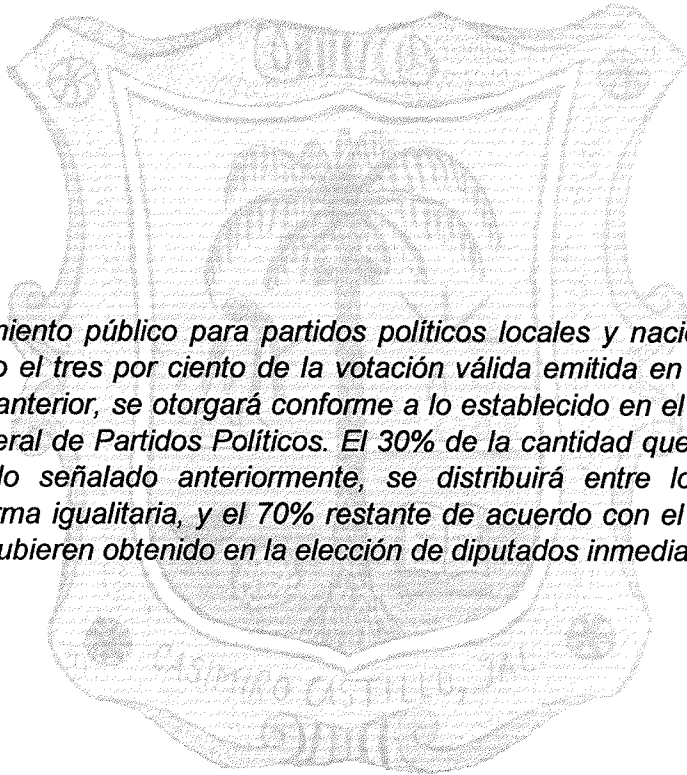 miento público para partidos políticos locales y naci
o el tres por ciento de la votación válida emitida en
anterior, se otorgará conforme a lo establecido en el
eral de Partidos Políticos. El 30% de la cantidad que
do señalado anteriormente, se distribuirá entre lo
rma igualitaria, y el 70% restante de acuerdo con el
ubieren obtenido en la elección de diputados inmedia
CASIMIRO CASTILLO, JAL.